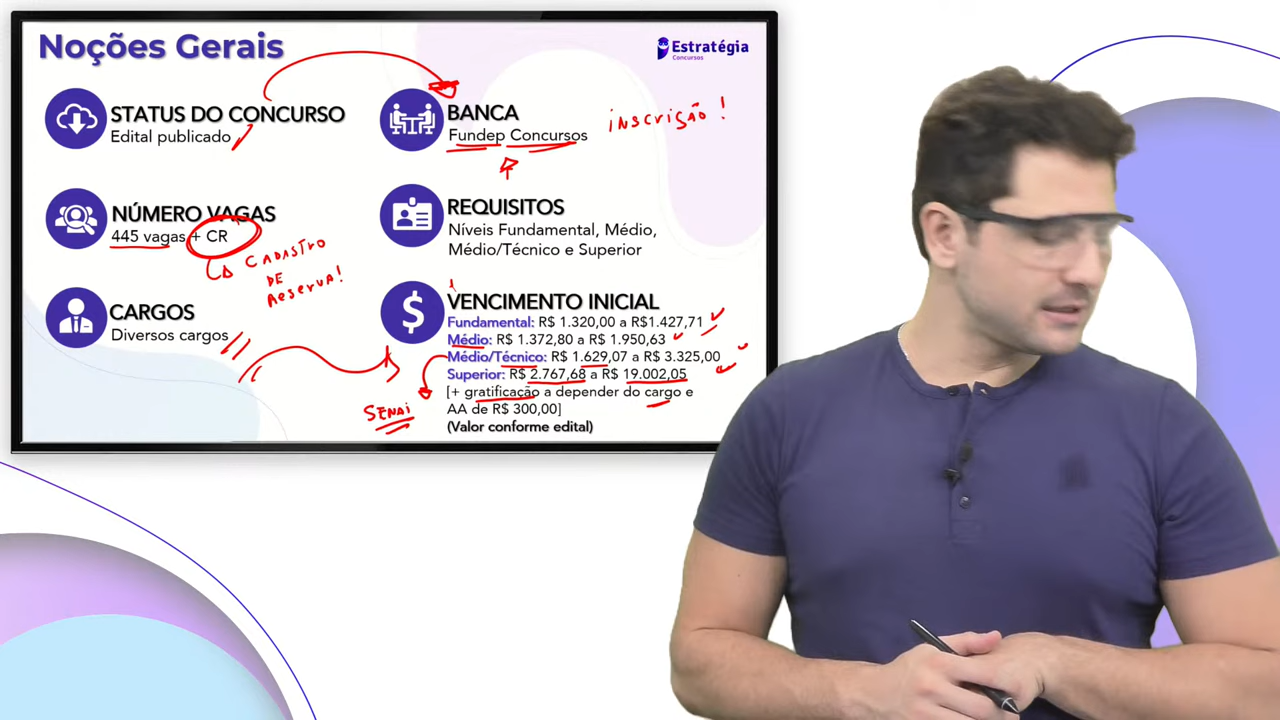 Noções Gerais
Estratégia
Concursos
STATUS DO CONCURSO
Edital publicado
BANCA
Fundep Concursos
inscrição!
NÚMERO VAGAS
445 vagas + CR
CADASTRO
DE
RESERVA!
REQUISITOS
Níveis Fundamental, Médio,
Médio/Técnico e Superior
CARGOS
Diversos cargos
VENCIMENTO INICIAL
Fundamental: R$ 1.320,00 a R$1.427,71
Médio: R$ 1.372,80 a R$ 1.950,63
Médio/Técnico: R$ 1.629,07 a R$ 3.325,00
Superior: R$ 2.767,68 a R$ 19.002,05
[+ gratificação a depender do cargo e
AA de R$ 300,00]
(Valor conforme edital)
SENAI